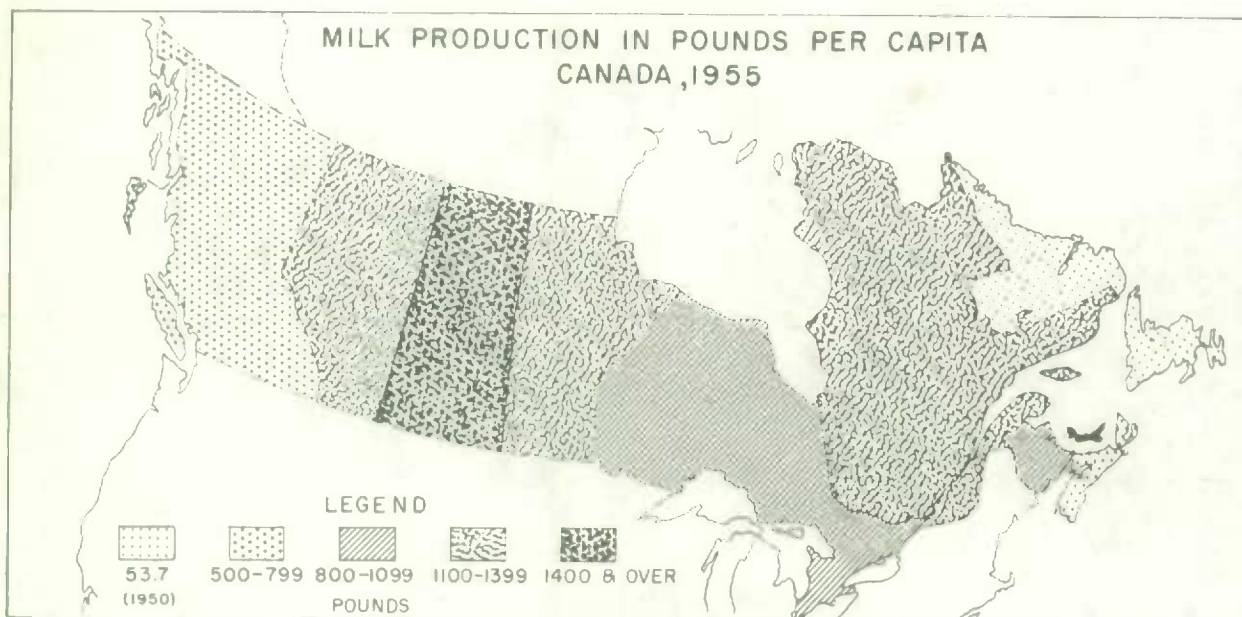 MILK PRODUCTION IN POUNDS PER CAPITA
CANADA, 1955
LEGEND
53.7 500-799 800-1099 1100-1399 1400 & OVER
(1950) POUNDS